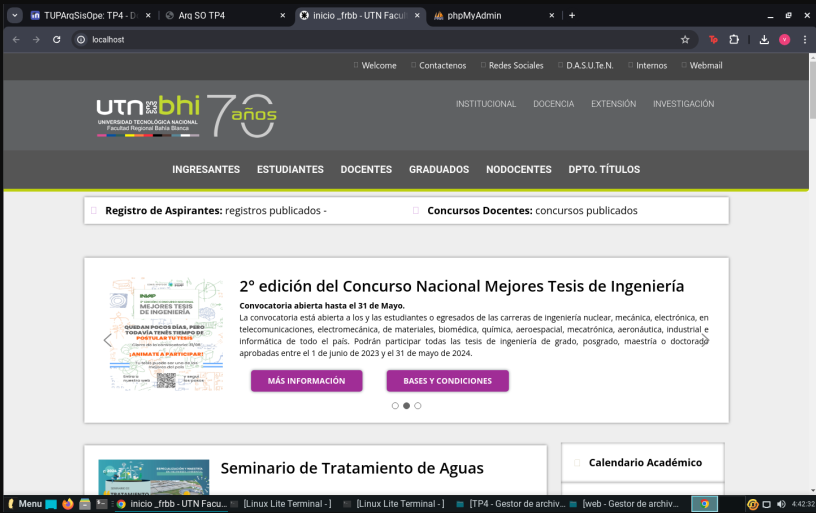 TUPArqSisOpe: TP4 - D
Arq SO TP4
inicio _frbb - UTN Facul
phpMyAdmin
localhost
Welcome
Contactenos
Redes Sociales
D.A.S.U.Te.N.
Internos
Webmail
utn bhi
UNIVERSIDAD TECNOLÓGICA NACIONAL
Facultad Regional Bahía Blanca
70 años
INSTITUCIONAL
DOCENCIA
EXTENSIÓN
INVESTIGACIÓN
INGRESANTES
ESTUDIANTES
DOCENTES
GRADUADOS
NODOCENTES
DPTO. TÍTULOS
Registro de Aspirantes: registros publicados -
Concursos Docentes: concursos publicados
MEJORES TESIS
DE INGENIERÍA
QUEDAN POCOS DÍAS, PERO
TODAVÍA TENÉS TIEMPO DE
POSTULAR TU TESIS
¡ANIMATE A PARTICIPAR!
2° edición del Concurso Nacional Mejores Tesis de Ingeniería
Convocatoria abierta hasta el 31 de Mayo.
La convocatoria está abierta a los y las estudiantes o egresados de las carreras de ingeniería nuclear, mecánica, electrónica, en
telecomunicaciones, electromecánica, de materiales, biomédica, química, aeroespacial, mecatrónica, aeronáutica, industrial e
informática de todo el país. Podrán participar todas las tesis de ingeniería de grado, posgrado, maestría o doctorado
aprobadas entre el 1 de junio de 2023 y el 31 de mayo de 2024.
MÁS INFORMACIÓN
BASES Y CONDICIONES
Seminario de Tratamiento de Aguas
Calendario Académico
Menu
inicio _frbb - UTN Facu...
[Linux Lite Terminal - ]
[Linux Lite Terminal - ]
[TP4 - Gestor de archiv...
[web - Gestor de archiv...
4:42:32